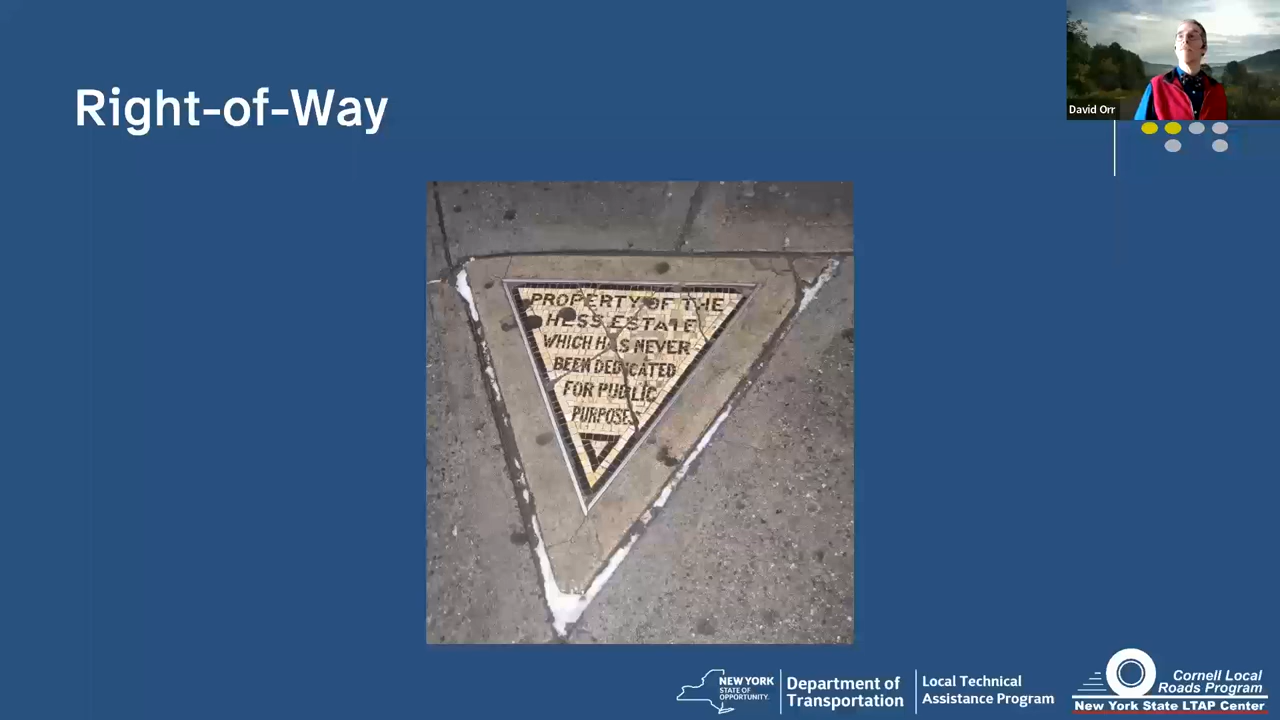 Right-of-Way
David Orr
PROPERTY OF THE
HESS ESTATE
WHICH HAS NEVER
BEEN DEDICATED
FOR PUBLIC
PURPOSES
NEW YORK
STATE OF
OPPORTUNITY.
Department of
Transportation
Local Technical
Assistance Program
Cornell Local
Roads Program
New York State LTAP Center